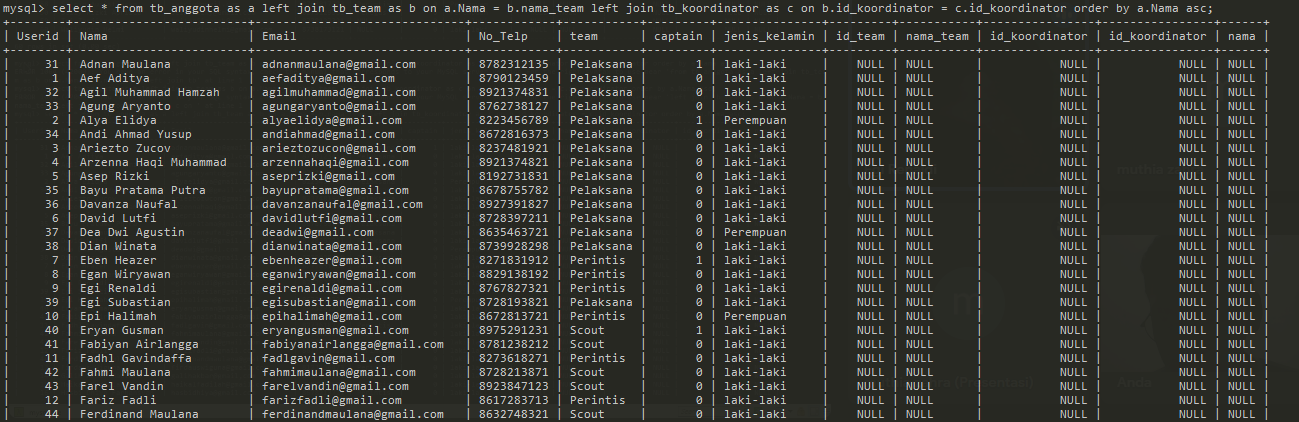 mysql> select * from tb_anggota as a left join tb_team as b on a.Nama = b.nama_team left join tb_koordinator as c on b.id_koordinator = c.id_koordinator order by a.Nama asc;
| Userid | Nama | Email | No_Telp | team | captain | jenis_kelamin | id_team | nama_team | id_koordinator | id_koordinator | nama |
| 31 | Adnan Maulana | adnanmaulana@gmail.com | 8782312135 | Pelaksana | 1 | laki-laki | NULL | NULL | NULL | NULL | NULL |
| 1 | Aef Aditya | aefaditya@gmail.com | 8790123459 | Pelaksana | 0 | laki-laki | NULL | NULL | NULL | NULL | NULL |
| 32 | Agil Muhammad Hamzah | agilmuhammad@gmail.com | 8921374831 | Pelaksana | 0 | laki-laki | NULL | NULL | NULL | NULL | NULL |
| 33 | Agung Aryanto | agungaryanto@gmail.com | 8762738127 | Pelaksana | 0 | laki-laki | NULL | NULL | NULL | NULL | NULL |
| 2 | Alya Elidya | alyaelidya@gmail.com | 8223456789 | Pelaksana | 1 | Perempuan | NULL | NULL | NULL | NULL | NULL |
| 34 | Andi Ahmad Yusup | andiahmad@gmail.com | 8672816373 | Pelaksana | 0 | laki-laki | NULL | NULL | NULL | NULL | NULL |
| 3 | Ariezto Zucov | arieztozucon@gmail.com | 8237481921 | Pelaksana | 0 | laki-laki | NULL | NULL | NULL | NULL | NULL |
| 4 | Arzenna Haqi Muhammad | arzennahaqi@gmail.com | 8921374821 | Pelaksana | 0 | laki-laki | NULL | NULL | NULL | NULL | NULL |
| 5 | Asep Rizki | aseprizki@gmail.com | 8192731831 | Pelaksana | 0 | laki-laki | NULL | NULL | NULL | NULL | NULL |
| 35 | Bayu Pratama Putra | bayupratama@gmail.com | 8678755782 | Pelaksana | 0 | laki-laki | NULL | NULL | NULL | NULL | NULL |
| 36 | Davanza Naufal | davanzanaufal@gmail.com | 8927391827 | Pelaksana | 0 | laki-laki | NULL | NULL | NULL | NULL | NULL |
| 6 | David Lutfi | davidlutfi@gmail.com | 8728397211 | Pelaksana | 0 | laki-laki | NULL | NULL | NULL | NULL | NULL |
| 37 | Dea Dwi Agustin | deadwi@gmail.com | 8635463721 | Pelaksana | 0 | Perempuan | NULL | NULL | NULL | NULL | NULL |
| 38 | Dian Winata | dianwinata@gmail.com | 8739928298 | Pelaksana | 0 | laki-laki | NULL | NULL | NULL | NULL | NULL |
| 7 | Eben Heazer | ebenheazer@gmail.com | 8271831912 | Perintis | 1 | laki-laki | NULL | NULL | NULL | NULL | NULL |
| 8 | Egan Wiryawan | eganwiryawan@gmail.com | 8829138192 | Perintis | 0 | laki-laki | NULL | NULL | NULL | NULL | NULL |
| 9 | Egi Renaldi | egirenaldi@gmail.com | 8767827321 | Perintis | 0 | laki-laki | NULL | NULL | NULL | NULL | NULL |
| 39 | Egi Subastian | egisubastian@gmail.com | 8728193821 | Pelaksana | 0 | laki-laki | NULL | NULL | NULL | NULL | NULL |
| 10 | Epi Halimah | epihalimah@gmail.com | 8672813721 | Perintis | 0 | Perempuan | NULL | NULL | NULL | NULL | NULL |
| 40 | Eryan Gusman | eryangusman@gmail.com | 8975291231 | Scout | 1 | laki-laki | NULL | NULL | NULL | NULL | NULL |
| 41 | Fabiyan Airlangga | fabiyanairlangga@gmail.com | 8781238212 | Scout | 0 | laki-laki | NULL | NULL | NULL | NULL | NULL |
| 11 | Fadhl Gavindaffa | fadlgavin@gmail.com | 8273618271 | Perintis | 0 | laki-laki | NULL | NULL | NULL | NULL | NULL |
| 42 | Fahmi Maulana | fahmimaulana@gmail.com | 8728213871 | Scout | 0 | laki-laki | NULL | NULL | NULL | NULL | NULL |
| 43 | Farel Vandin | farelvandin@gmail.com | 8923847123 | Scout | 0 | laki-laki | NULL | NULL | NULL | NULL | NULL |
| 12 | Fariz Fadli | farizfadli@gmail.com | 8617283713 | Perintis | 0 | laki-laki | NULL | NULL | NULL | NULL | NULL |
| 44 | Ferdinand Maulana | ferdinandmaulana@gmail.com | 8632748321 | Scout | 0 | laki-laki | NULL | NULL | NULL | NULL | NULL |